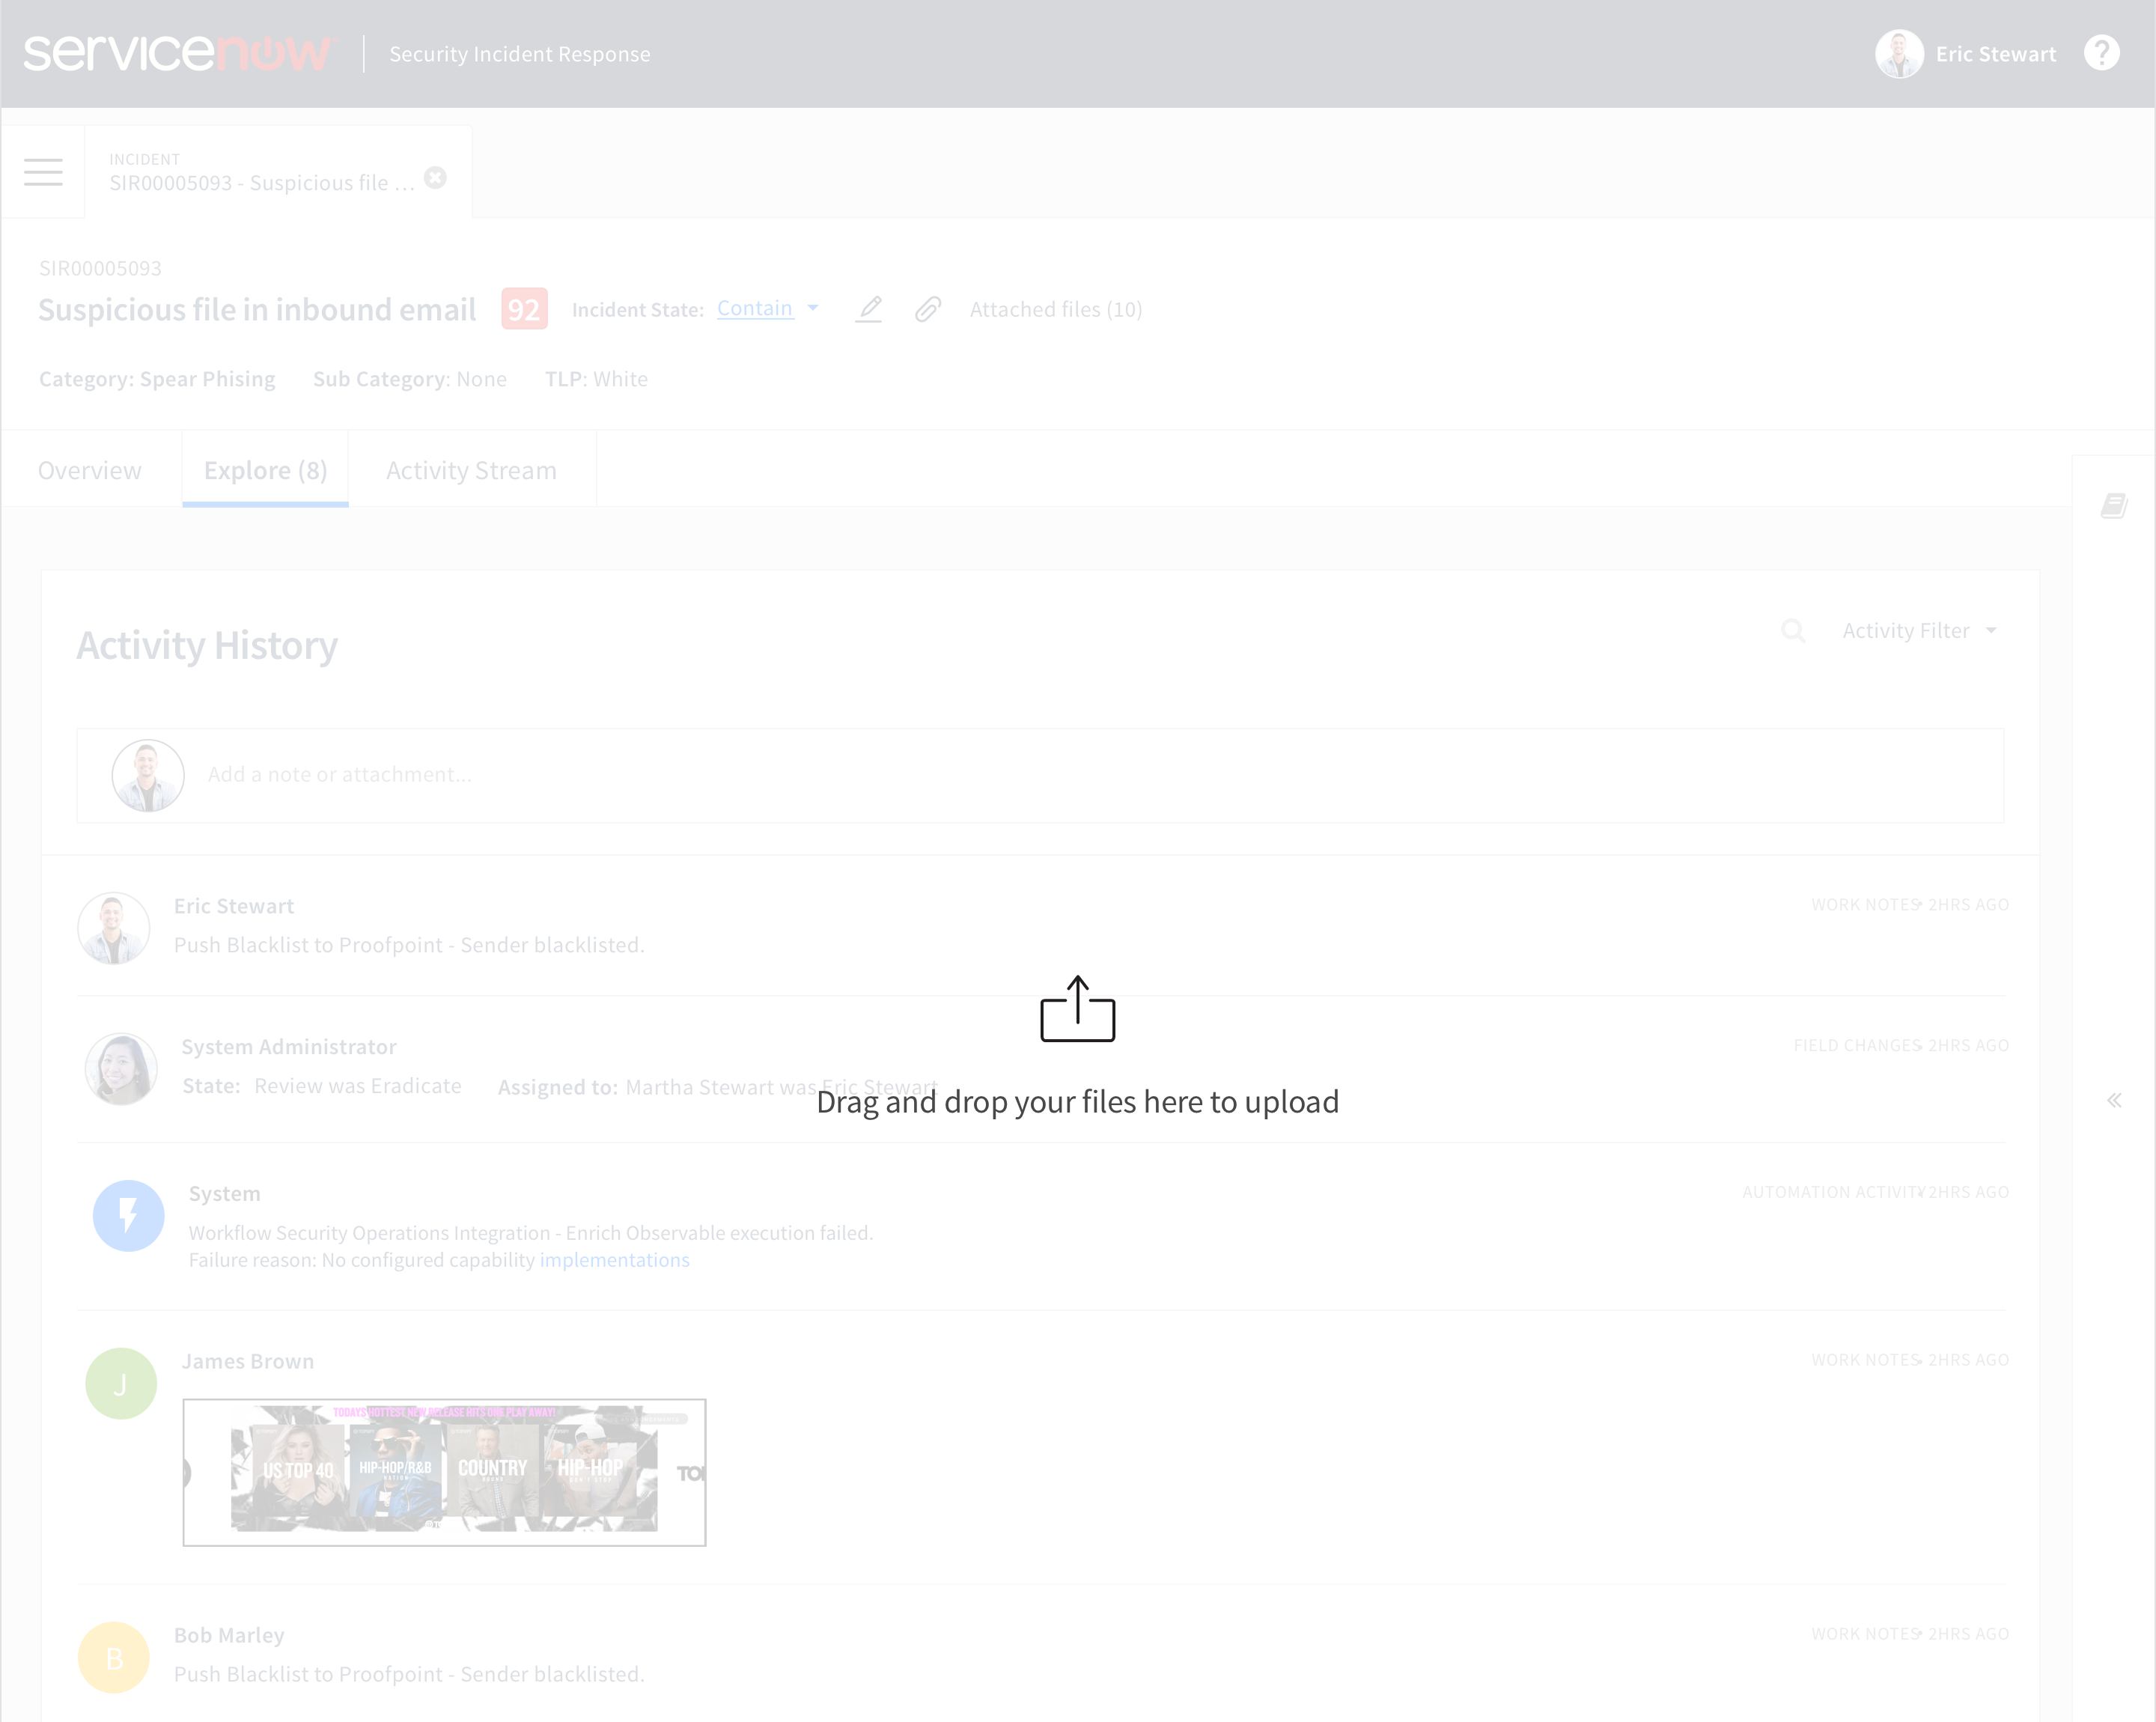 servicenow
Security Incident Response
Eric Stewart
?
INCIDENT
SIR00005093 - Suspicious file ...
SIR00005093
Suspicious file in inbound email
92
Incident State: Contain
Attached files (10)
Category: Spear Phising
Sub Category: None
TLP: White
Overview
Explore (8)
Activity Stream
Activity History
Activity Filter
Add a note or attachment...
Eric Stewart
WORK NOTES• 2HRS AGO
Push Blacklist to Proofpoint - Sender blacklisted.
System Administrator
FIELD CHANGES• 2HRS AGO
State: Review was Eradicate
Assigned to: Martha Stewart was Eric Stewart
Drag and drop your files here to upload
System
AUTOMATION ACTIVITY• 2HRS AGO
Workflow Security Operations Integration - Enrich Observable execution failed.
Failure reason: No configured capability implementations
J
James Brown
WORK NOTES• 2HRS AGO
TODAYS HOTTEST NEW RELEASE HITS ONE PLAY AWAY!
US TOP 40
HIP-HOP/R&B
NATION
COUNTRY
HIP-HOP
DON'T STOP
B
Bob Marley
WORK NOTES• 2HRS AGO
Push Blacklist to Proofpoint - Sender blacklisted.